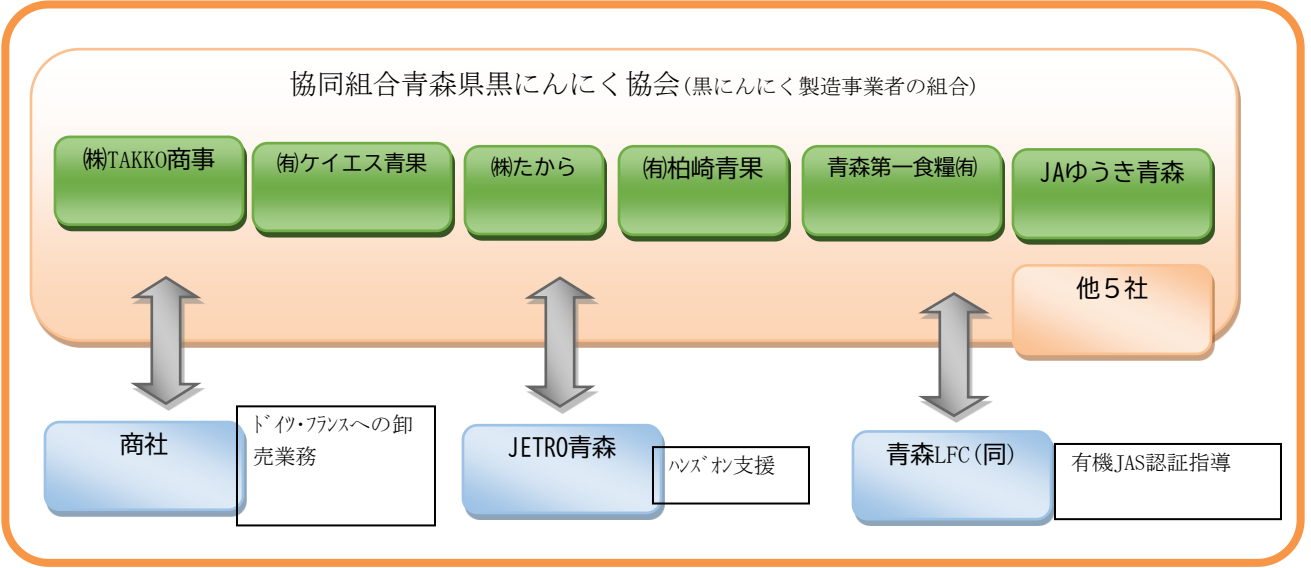 協同組合青森県黒にんにく協会(黒にんにく製造事業者の組合)
㈱TAKKO商事
㈲ケイエス青果
㈱たから
㈲柏崎青果
青森第一食糧㈲
JAゆうき青森
他５社
商社
ﾄﾞｲﾂ･ﾌﾗﾝｽへの卸
売業務
JETRO青森
ﾊﾝｽﾞｵﾝ支援
青森LFC(同)
有機JAS認証指導